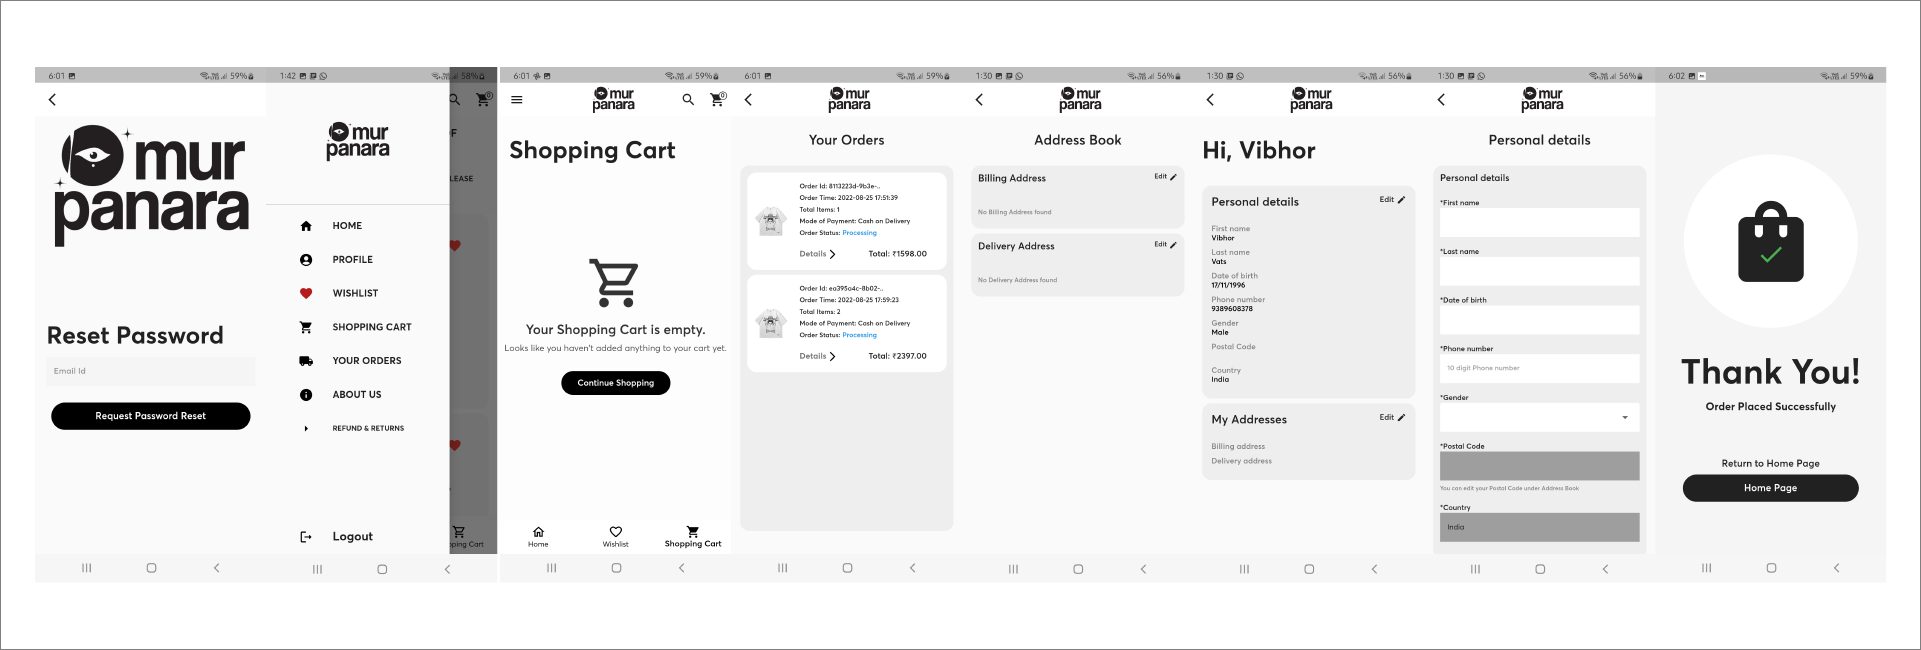 6:01
59%
mur
panara
Reset Password
Email Id
Request Password Reset
1:42
58%
mur
panara
F
LEASE
HOME
PROFILE
WISHLIST
SHOPPING CART
YOUR ORDERS
ABOUT US
REFUND & RETURNS
Logout
pping Cart
6:01
59%
mur
panara
0
Shopping Cart
Your Shopping Cart is empty.
Looks like you haven't added anything to your cart yet.
Continue Shopping
Home
Wishlist
Shopping Cart
6:01
59%
mur
panara
Your Orders
Order Id: 8113223d-9b3e-..
Order Time: 2022-08-25 17:51:39
Total Items: 1
Mode of Payment: Cash on Delivery
Order Status: Processing
Details
Total: ₹1598.00
Order Id: ea395a4c-8b02-..
Order Time: 2022-08-25 17:59:23
Total Items: 2
Mode of Payment: Cash on Delivery
Order Status: Processing
Details
Total: ₹2397.00
1:30
56%
mur
panara
Address Book
Billing Address
Edit
No Billing Address found
Delivery Address
Edit
No Delivery Address found
1:30
56%
mur
panara
Hi, Vibhor
Personal details
Edit
First name
Vibhor
Last name
Vats
Date of birth
17/11/1996
Phone number
9389608378
Gender
Male
Postal Code
Country
India
My Addresses
Edit
Billing address
Delivery address
1:30
56%
mur
panara
Personal details
Personal details
*First name
*Last name
*Date of birth
*Phone number
10 digit Phone number
*Gender
*Postal Code
You can edit your Postal Code under Address Book
*Country
India
6:02
59%
Thank You!
Order Placed Successfully
Return to Home Page
Home Page